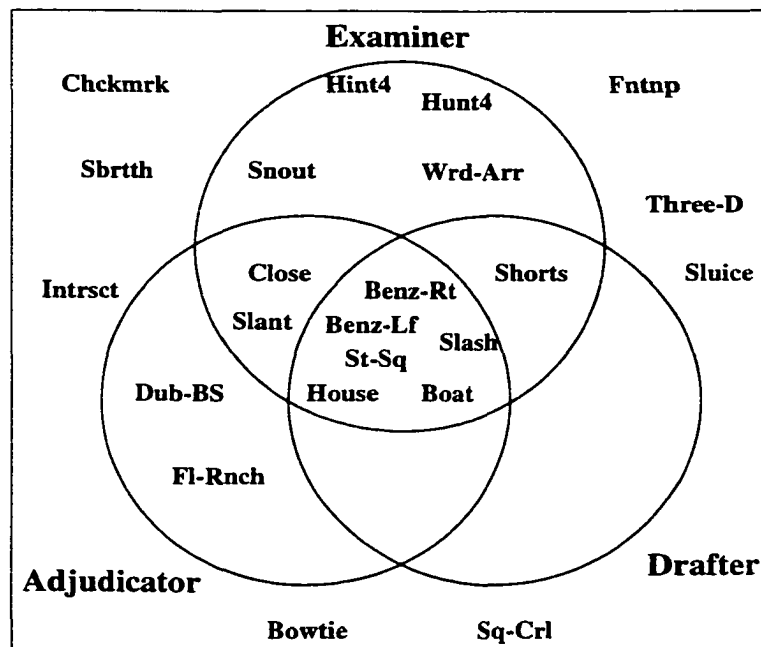 Examiner
Chckmrk
Hint4
Hunt4
Fntnp
Sbrtth
Snout
Wrd-Arr
Three-D
Intrsct
Close
Shorts
Sluice
Benz-Rt
Slant
Benz-Lf
Slash
St-Sq
Dub-BS
House
Boat
Fl-Rnch
Adjudicator
Drafter
Bowtie
Sq-Crl